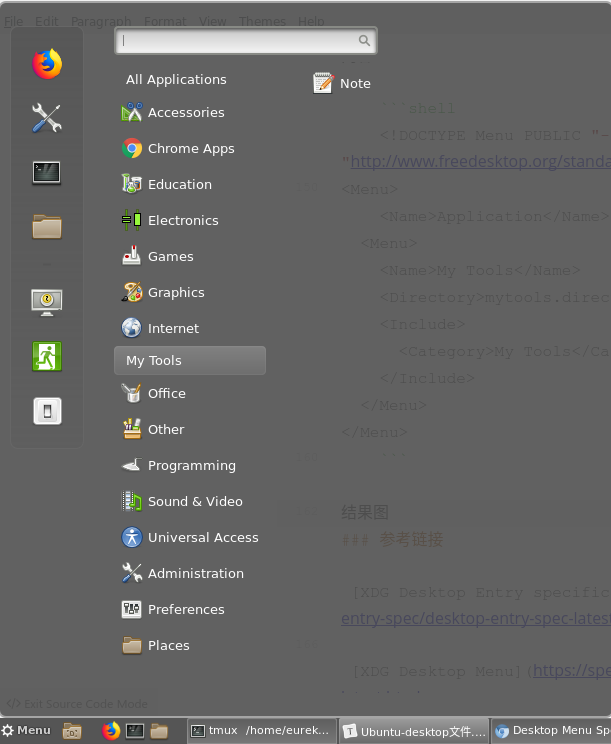 File Edit Paragraph Format View Themes Help
All Applications
Note
Accessories
Chrome Apps
Education
Electronics
Games
Graphics
Internet
My Tools
Office
Other
Programming
Sound & Video
Universal Access
Administration
Preferences
Places
```shell
<!DOCTYPE Menu PUBLIC "-
"http://www.freedesktop.org/standa
<Menu>
<Name>Application</Name>
<Menu>
<Name>My Tools</Name>
<Directory>mytools.direc
<Include>
<Category>My Tools</Ca
</Include>
</Menu>
</Menu>
```
结果图
### 参考链接
[XDG Desktop Entry specific
entry-spec/desktop-entry-spec-latest
[XDG Desktop Menu](https://spe
</> Exit Source Code Mode
Menu
tmux /home/eurek...
Ubuntu-desktop文件....
Desktop Menu Sp